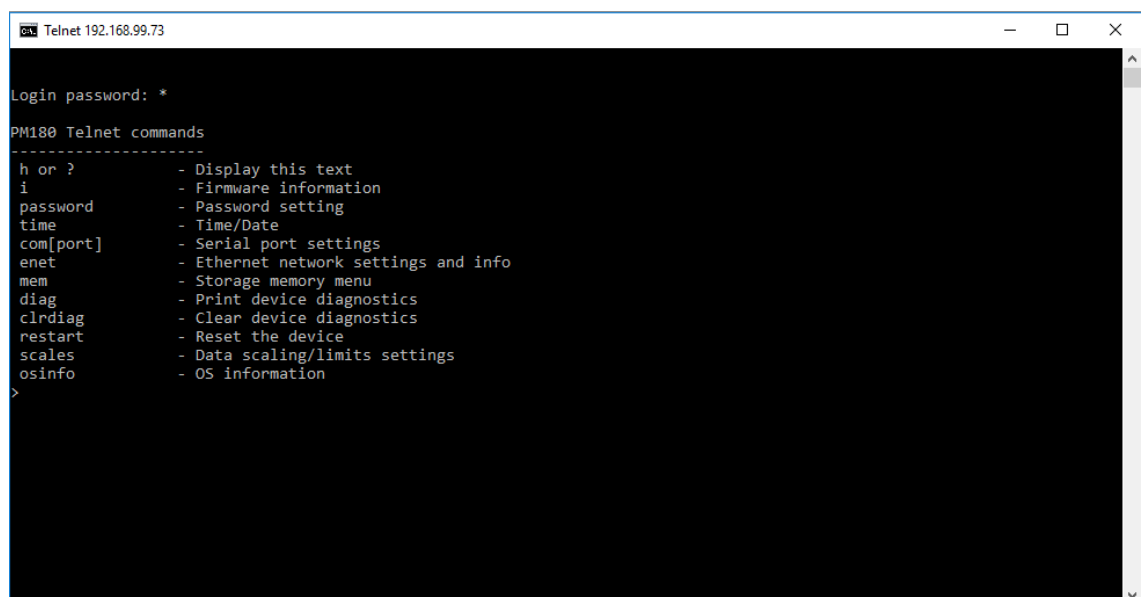 Telnet 192.168.99.73
Login password: *
PM180 Telnet commands
---------------------
h or ? - Display this text
i - Firmware information
password - Password setting
time - Time/Date
com[port] - Serial port settings
enet - Ethernet network settings and info
mem - Storage memory menu
diag - Print device diagnostics
clrdiag - Clear device diagnostics
restart - Reset the device
scales - Data scaling/limits settings
osinfo - OS information
>